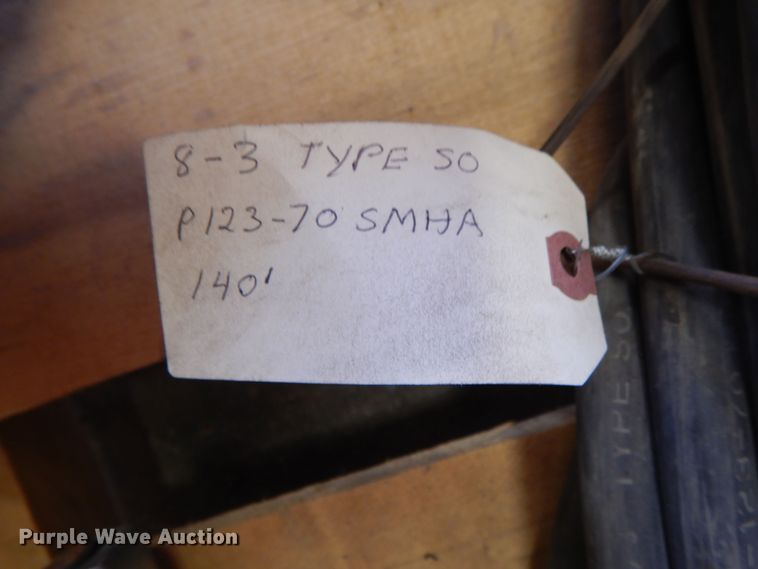 8-3 TYPE SO
P123-70 SMHA
140'
TYPE SO
Purple Wave Auction